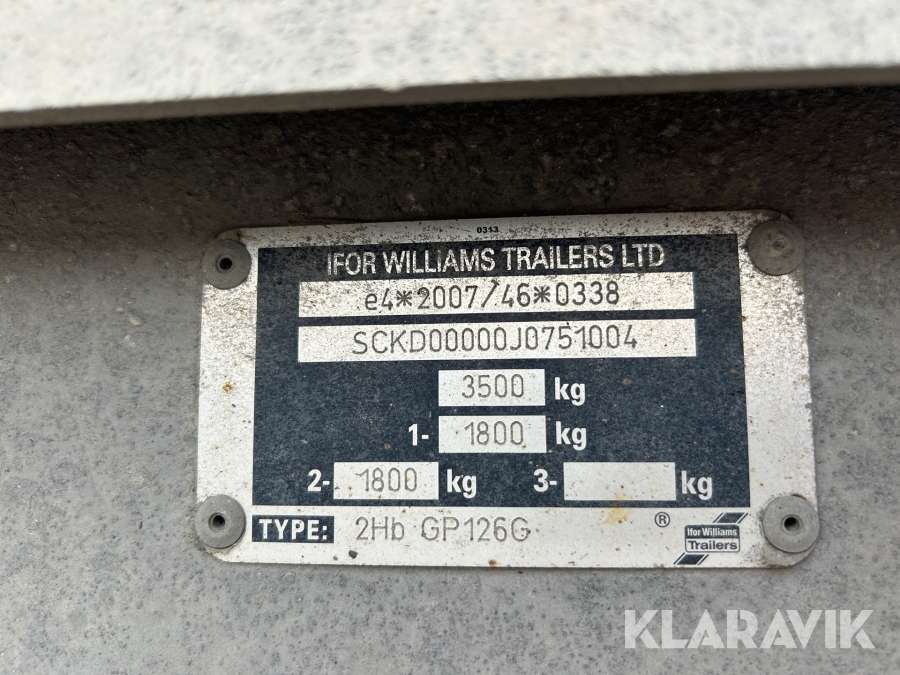 0313
IFOR WILLIAMS TRAILERS LTD
e4*2007/46*0338
SCKD00000J0751004
3500 kg
1- 1800 kg
2- 1800 kg 3- kg
TYPE: 2Hb GP126G ® Ifor Williams
Trailers
KLARAVIK